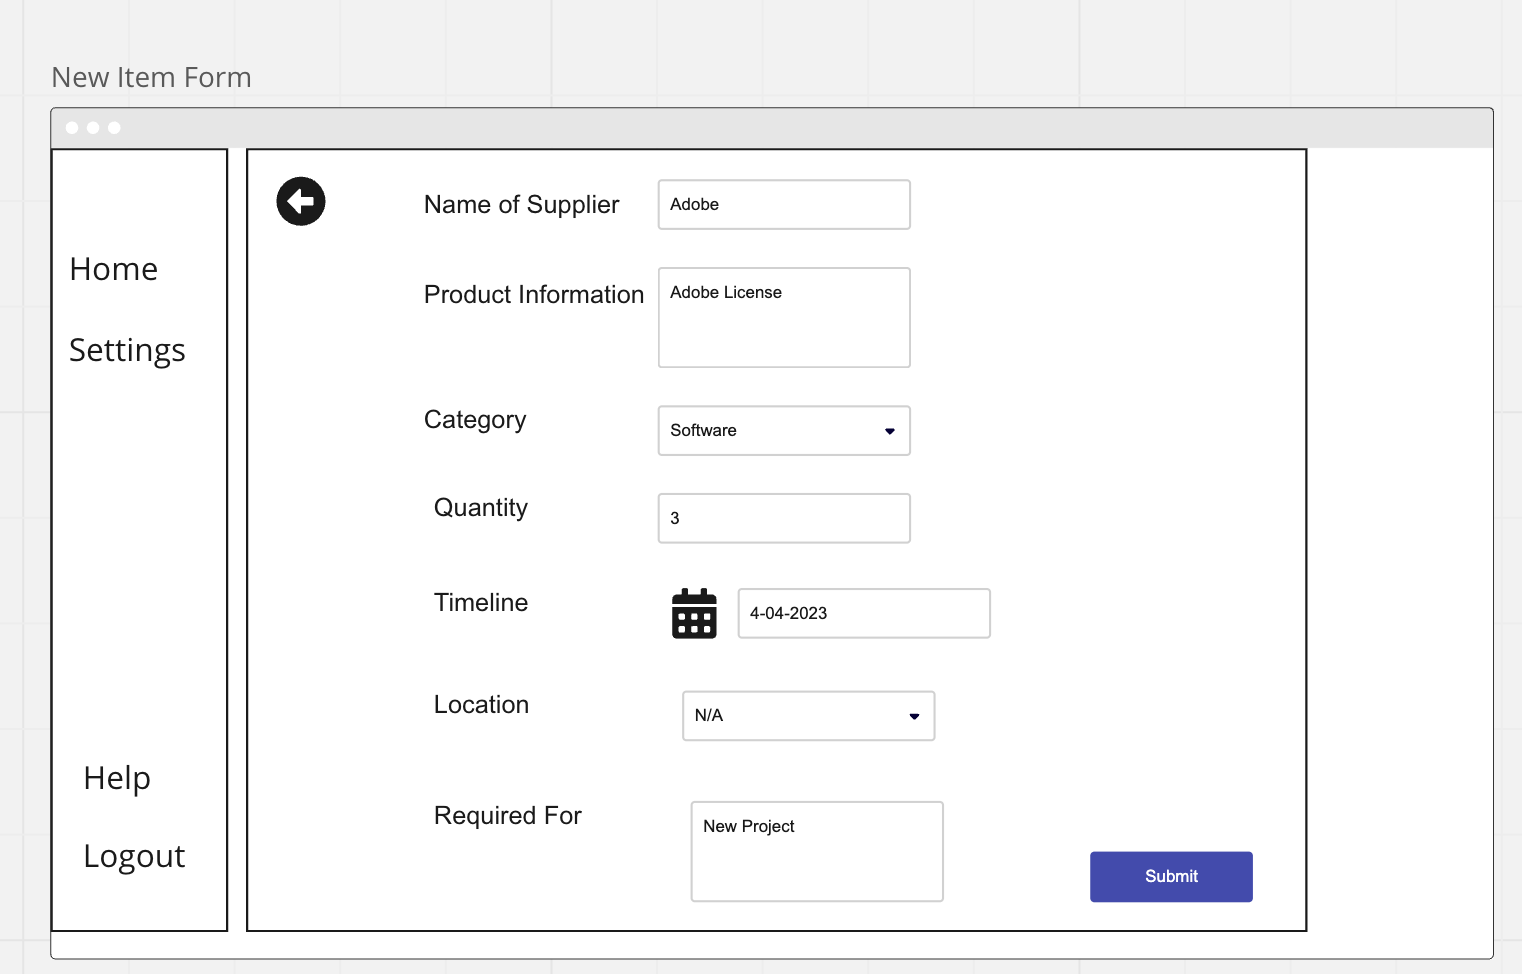 New Item Form
Home
Settings
Help
Logout
Name of Supplier
Adobe
Product Information
Adobe License
Category
Software
Quantity
3
Timeline
4-04-2023
Location
N/A
Required For
New Project
Submit